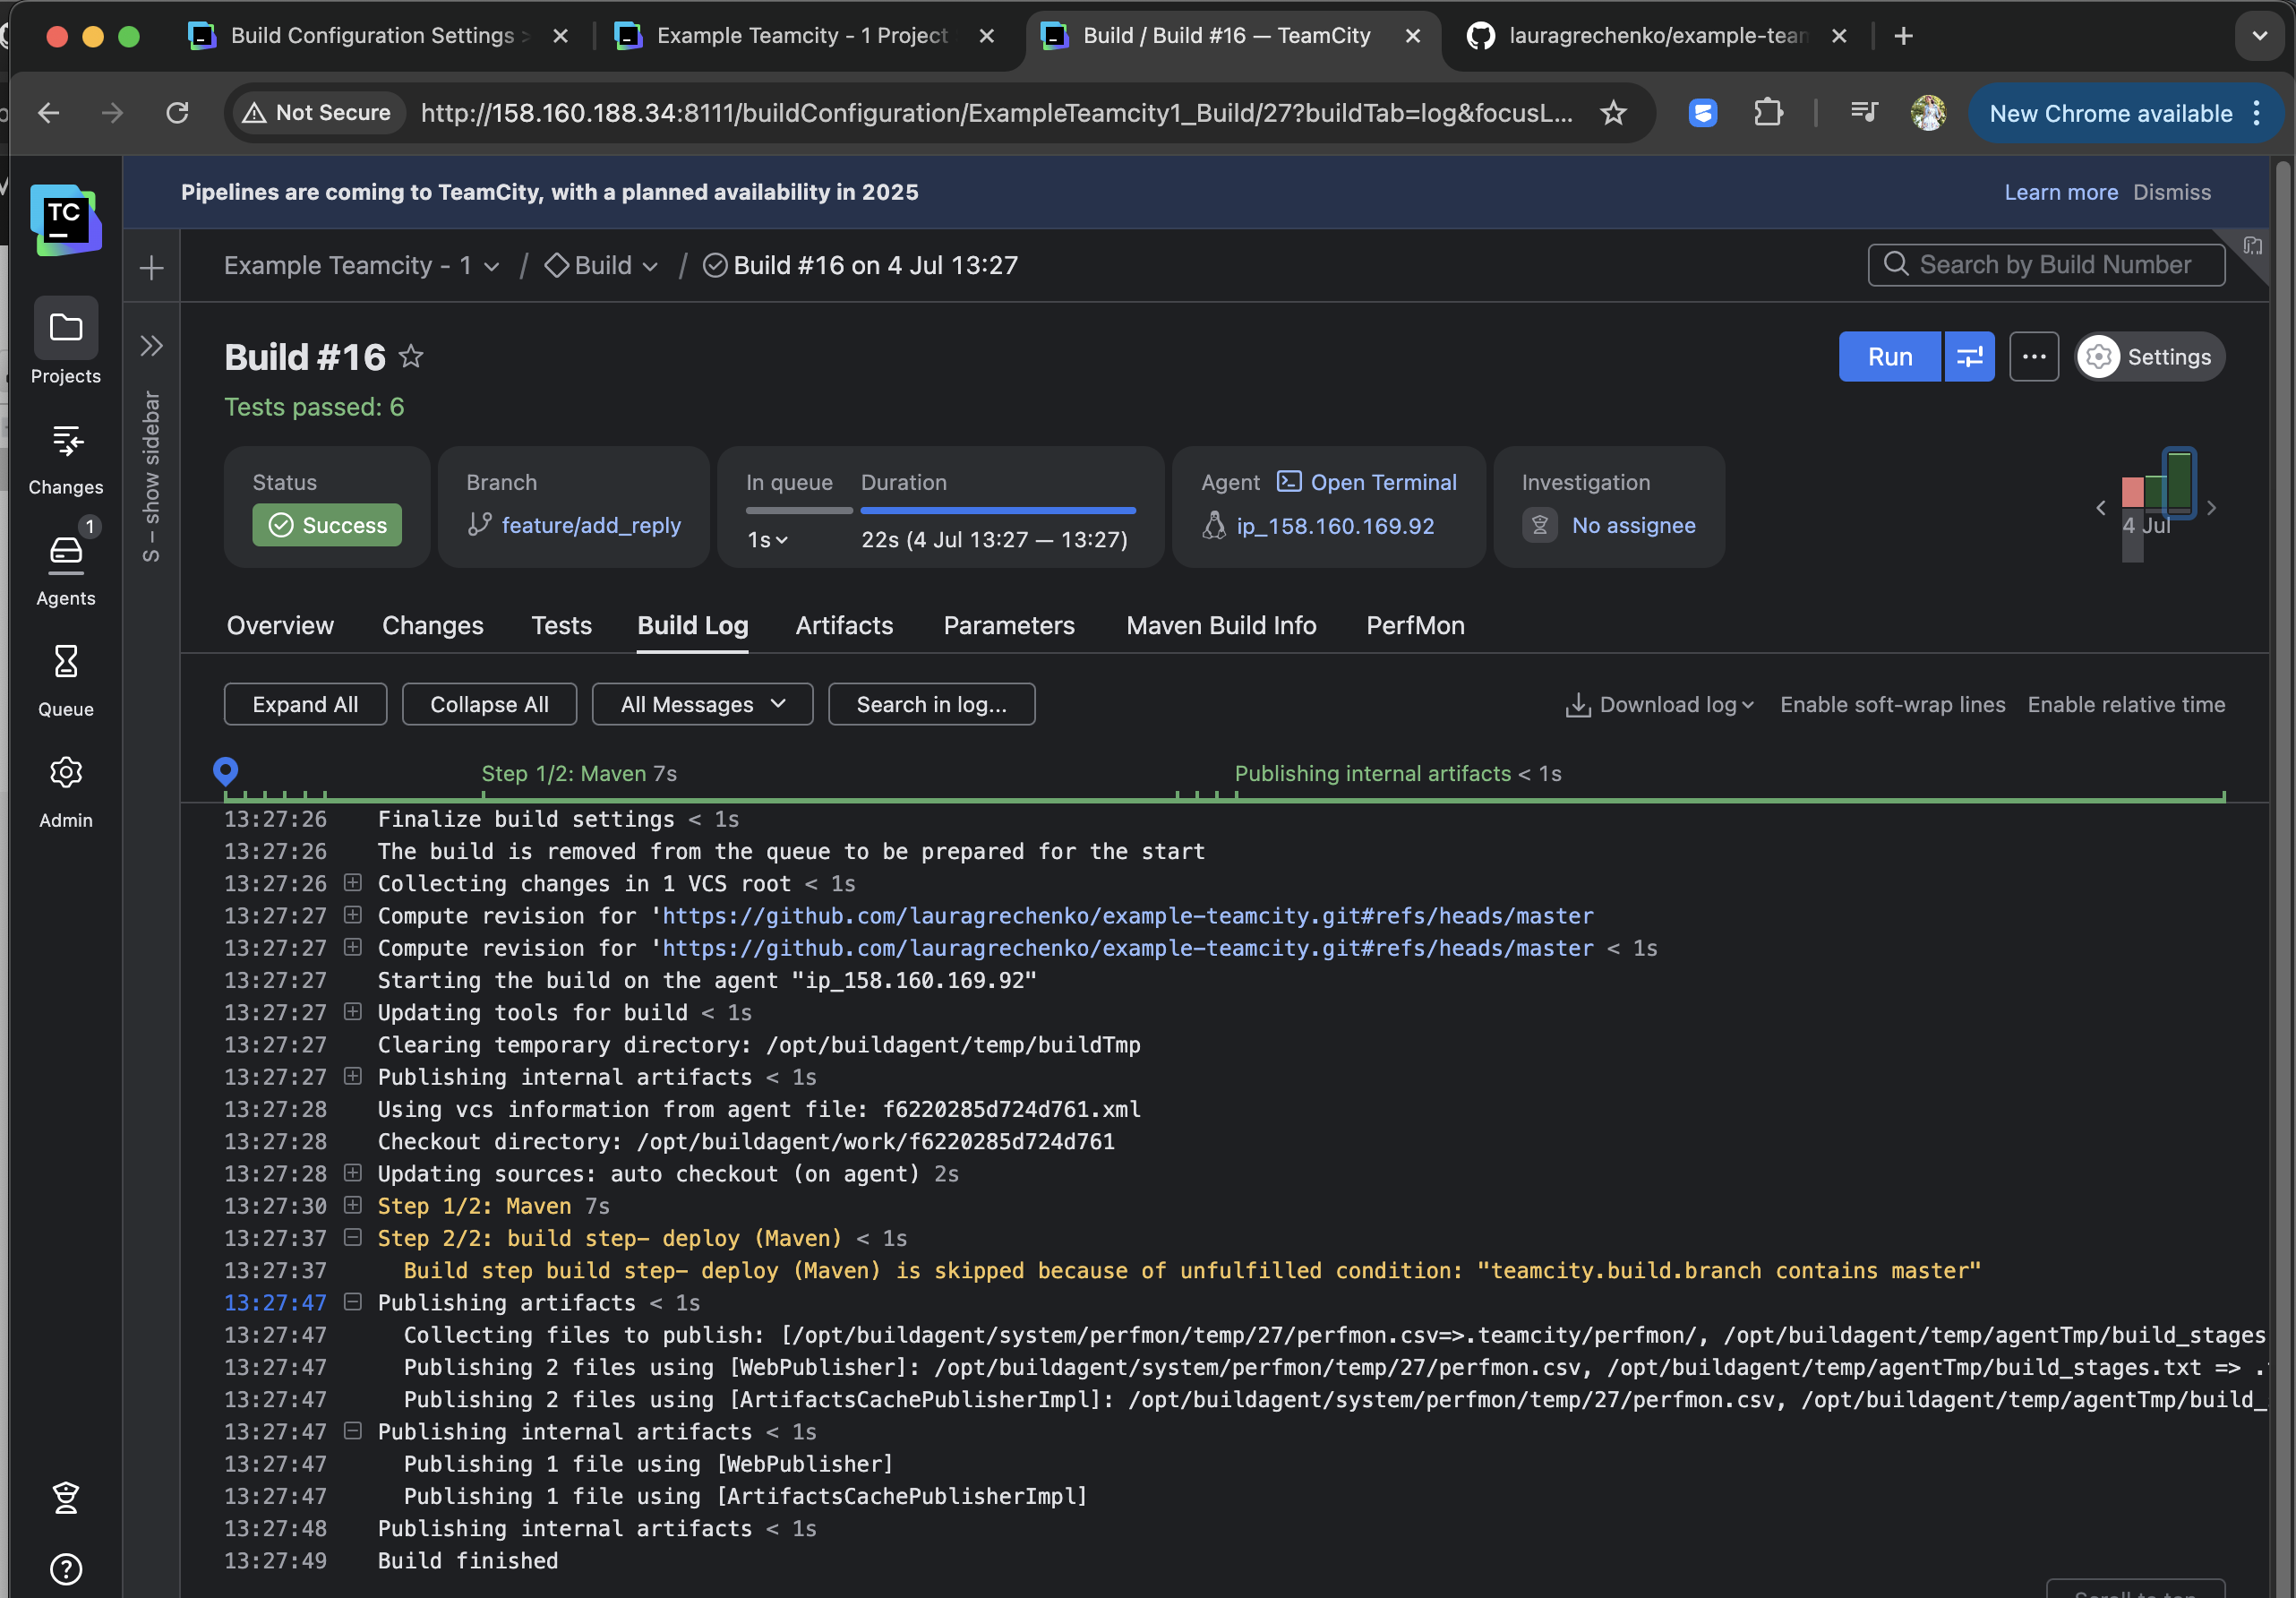 Build Configuration Settings >
Example Teamcity - 1 Project
Build / Build #16 — TeamCity
lauragrechenko/example-team
Not Secure
http://158.160.188.34:8111/buildConfiguration/ExampleTeamcity1_Build/27?buildTab=log&focusL...
New Chrome available
TC
Pipelines are coming to TeamCity, with a planned availability in 2025
Learn more
Dismiss
Example Teamcity - 1 / Build / Build #16 on 4 Jul 13:27
Search by Build Number
Projects
Changes
1
Agents
Queue
Admin
S – show sidebar
Build #16
Run
...
Settings
Tests passed: 6
Status
Success
Branch
feature/add_reply
In queue
1s
Duration
22s (4 Jul 13:27 — 13:27)
Agent
Open Terminal
ip_158.160.169.92
Investigation
No assignee
4 Jul
Overview
Changes
Tests
Build Log
Artifacts
Parameters
Maven Build Info
PerfMon
Expand All
Collapse All
All Messages
Search in log...
Download log
Enable soft-wrap lines
Enable relative time
Step 1/2: Maven 7s
Publishing internal artifacts < 1s
13:27:26 Finalize build settings < 1s
13:27:26 The build is removed from the queue to be prepared for the start
13:27:26 Collecting changes in 1 VCS root < 1s
13:27:27 Compute revision for 'https://github.com/lauragrechenko/example-teamcity.git#refs/heads/master
13:27:27 Compute revision for 'https://github.com/lauragrechenko/example-teamcity.git#refs/heads/master < 1s
13:27:27 Starting the build on the agent "ip_158.160.169.92"
13:27:27 Updating tools for build < 1s
13:27:27 Clearing temporary directory: /opt/buildagent/temp/buildTmp
13:27:27 Publishing internal artifacts < 1s
13:27:28 Using vcs information from agent file: f6220285d724d761.xml
13:27:28 Checkout directory: /opt/buildagent/work/f6220285d724d761
13:27:28 Updating sources: auto checkout (on agent) 2s
13:27:30 Step 1/2: Maven 7s
13:27:37 Step 2/2: build step- deploy (Maven) < 1s
13:27:37 Build step build step- deploy (Maven) is skipped because of unfulfilled condition: "teamcity.build.branch contains master"
13:27:47 Publishing artifacts < 1s
13:27:47 Collecting files to publish: [/opt/buildagent/system/perfmon/temp/27/perfmon.csv=>.teamcity/perfmon/, /opt/buildagent/temp/agentTmp/build_stages
13:27:47 Publishing 2 files using [WebPublisher]: /opt/buildagent/system/perfmon/temp/27/perfmon.csv, /opt/buildagent/temp/agentTmp/build_stages.txt => .
13:27:47 Publishing 2 files using [ArtifactsCachePublisherImpl]: /opt/buildagent/system/perfmon/temp/27/perfmon.csv, /opt/buildagent/temp/agentTmp/build_
13:27:47 Publishing internal artifacts < 1s
13:27:47 Publishing 1 file using [WebPublisher]
13:27:47 Publishing 1 file using [ArtifactsCachePublisherImpl]
13:27:48 Publishing internal artifacts < 1s
13:27:49 Build finished